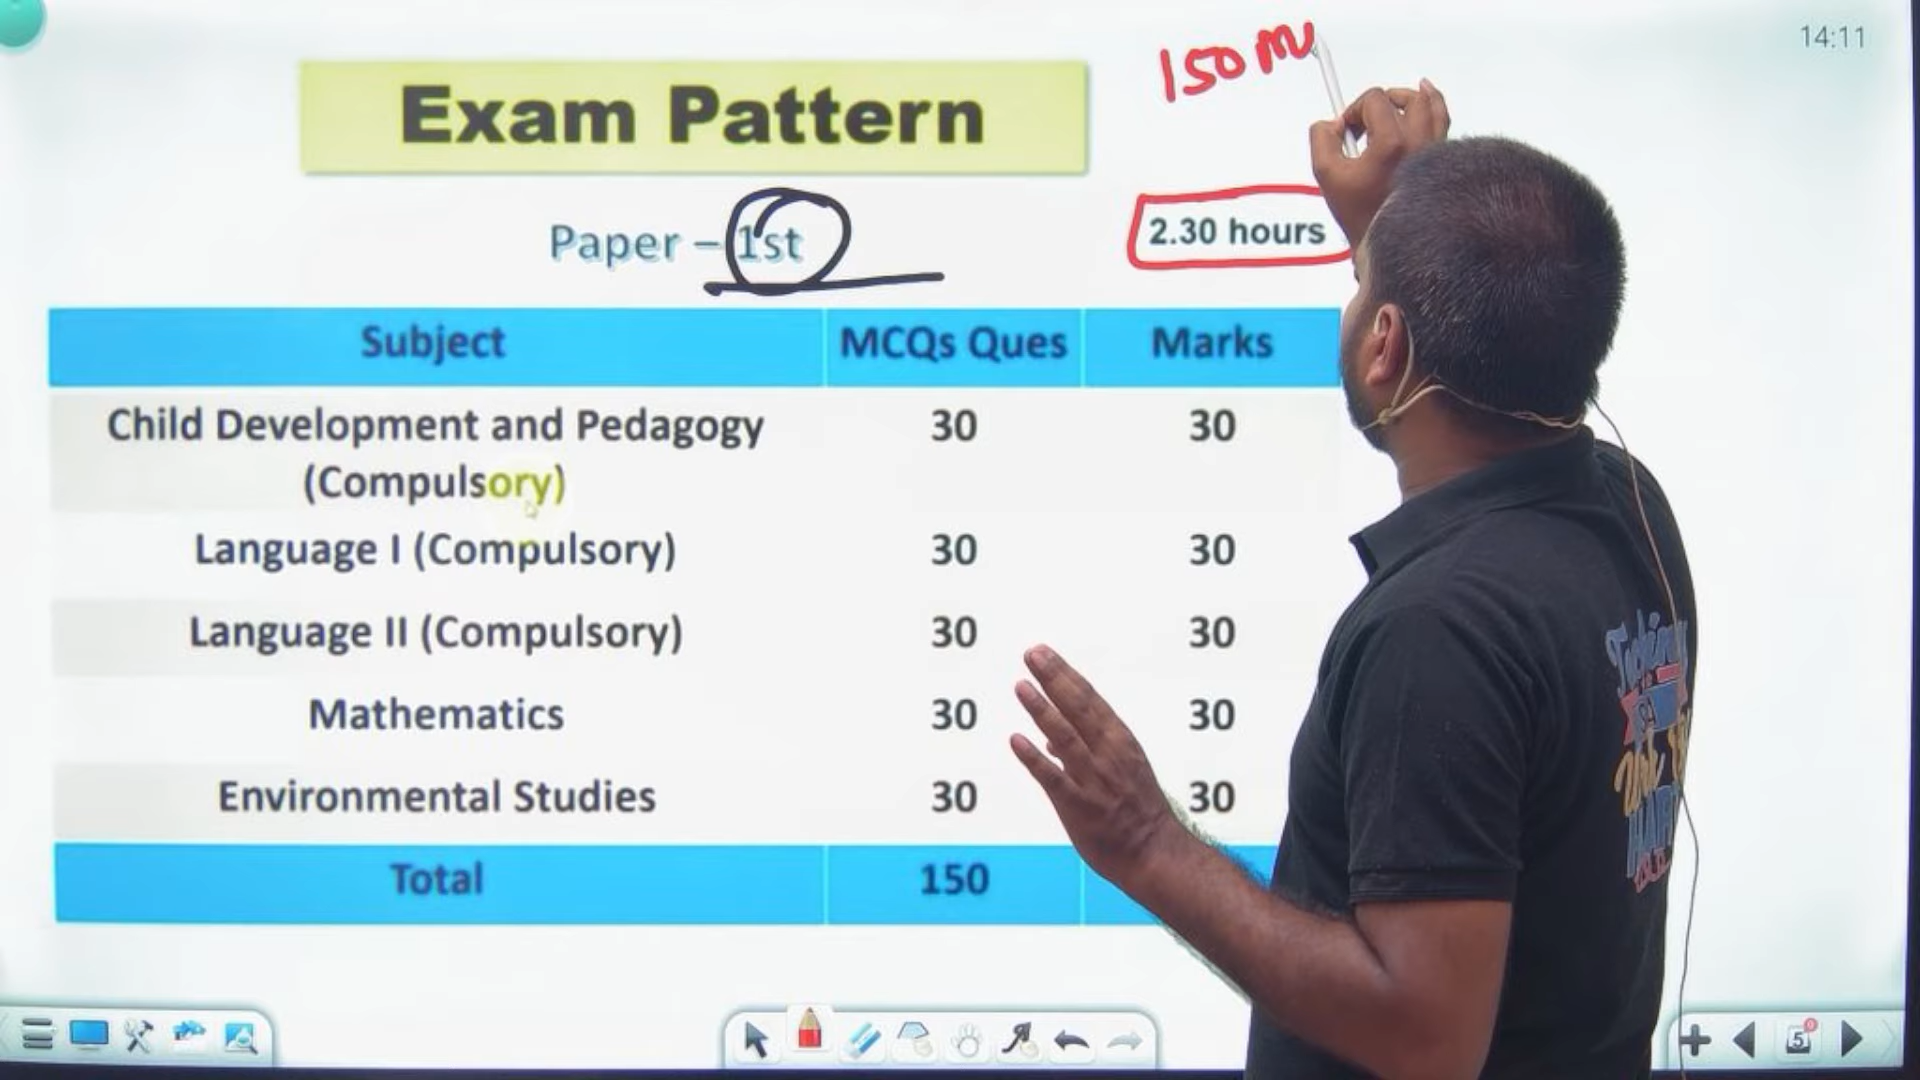 14:11
150 m
Exam Pattern
Paper – 1st
2.30 hours
Subject MCQs Ques Marks
Child Development and Pedagogy (Compulsory) 30 30
Language I (Compulsory) 30 30
Language II (Compulsory) 30 30
Mathematics 30 30
Environmental Studies 30 30
Total 150
5